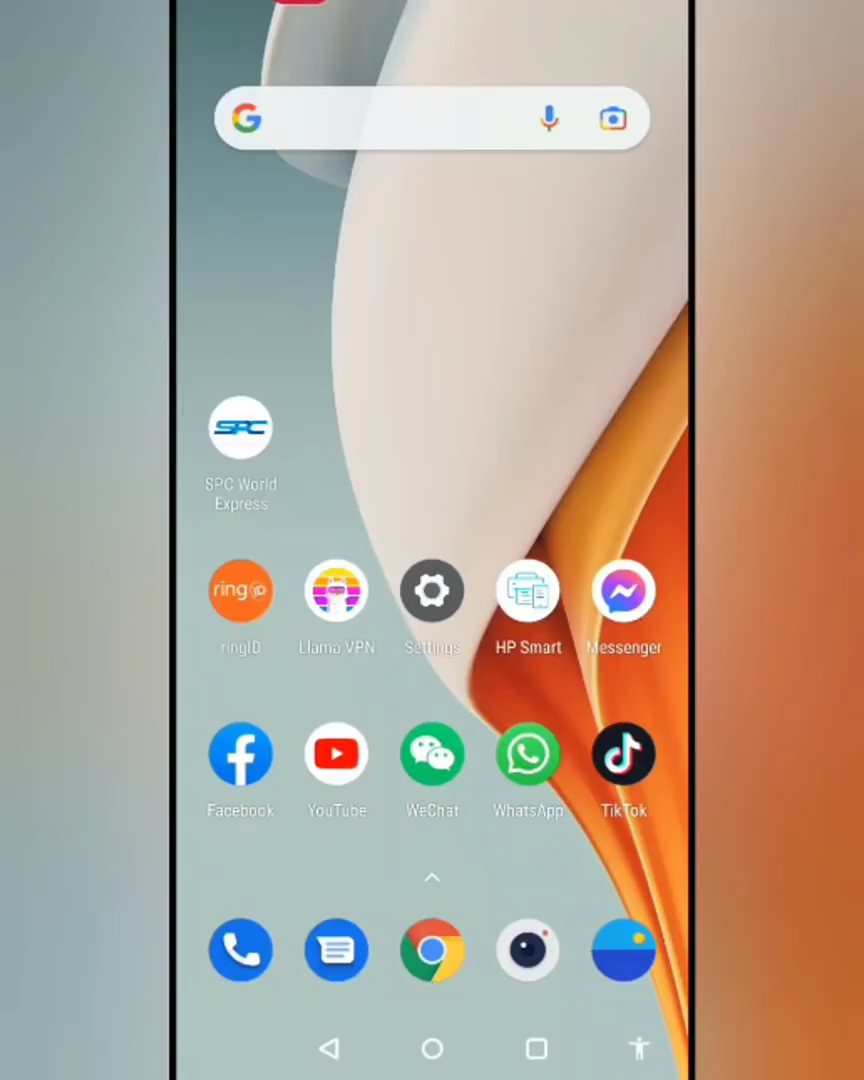 SPC
SPC World
Express
ringiD
ringID
Llama VPN
Settings
HP Smart
Messenger
Facebook
YouTube
WeChat
WhatsApp
TikTok